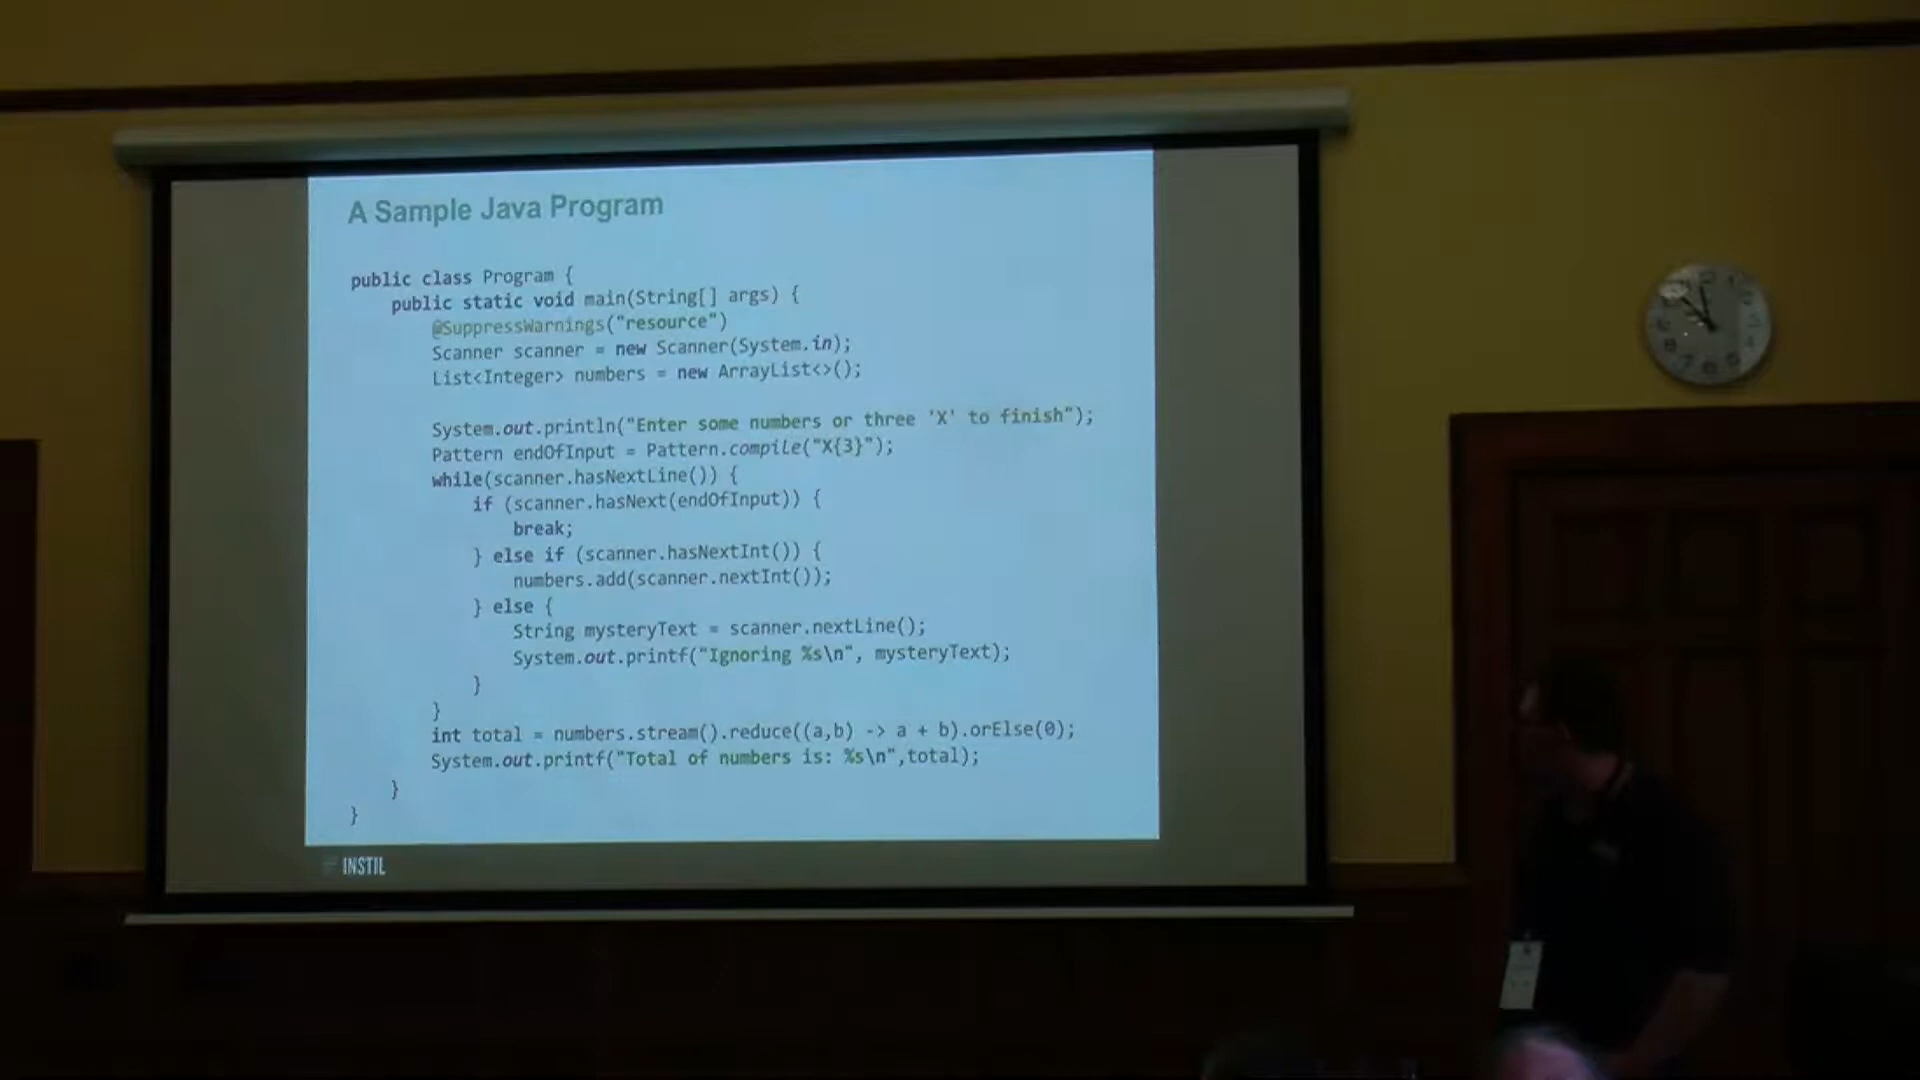 A Sample Java Program
public class Program {
public static void main(String[] args) {
@SuppressWarnings("resource")
Scanner scanner = new Scanner(System.in);
List<Integer> numbers = new ArrayList<>();
System.out.println("Enter some numbers or three 'X' to finish");
Pattern endOfInput = Pattern.compile("X{3}");
while(scanner.hasNextLine()) {
if (scanner.hasNext(endOfInput)) {
break;
} else if (scanner.hasNextInt()) {
numbers.add(scanner.nextInt());
} else {
String mysteryText = scanner.nextLine();
System.out.printf("Ignoring %s\n", mysteryText);
}
}
int total = numbers.stream().reduce((a,b) -> a + b).orElse(0);
System.out.printf("Total of numbers is: %s\n",total);
}
}
INSTIL